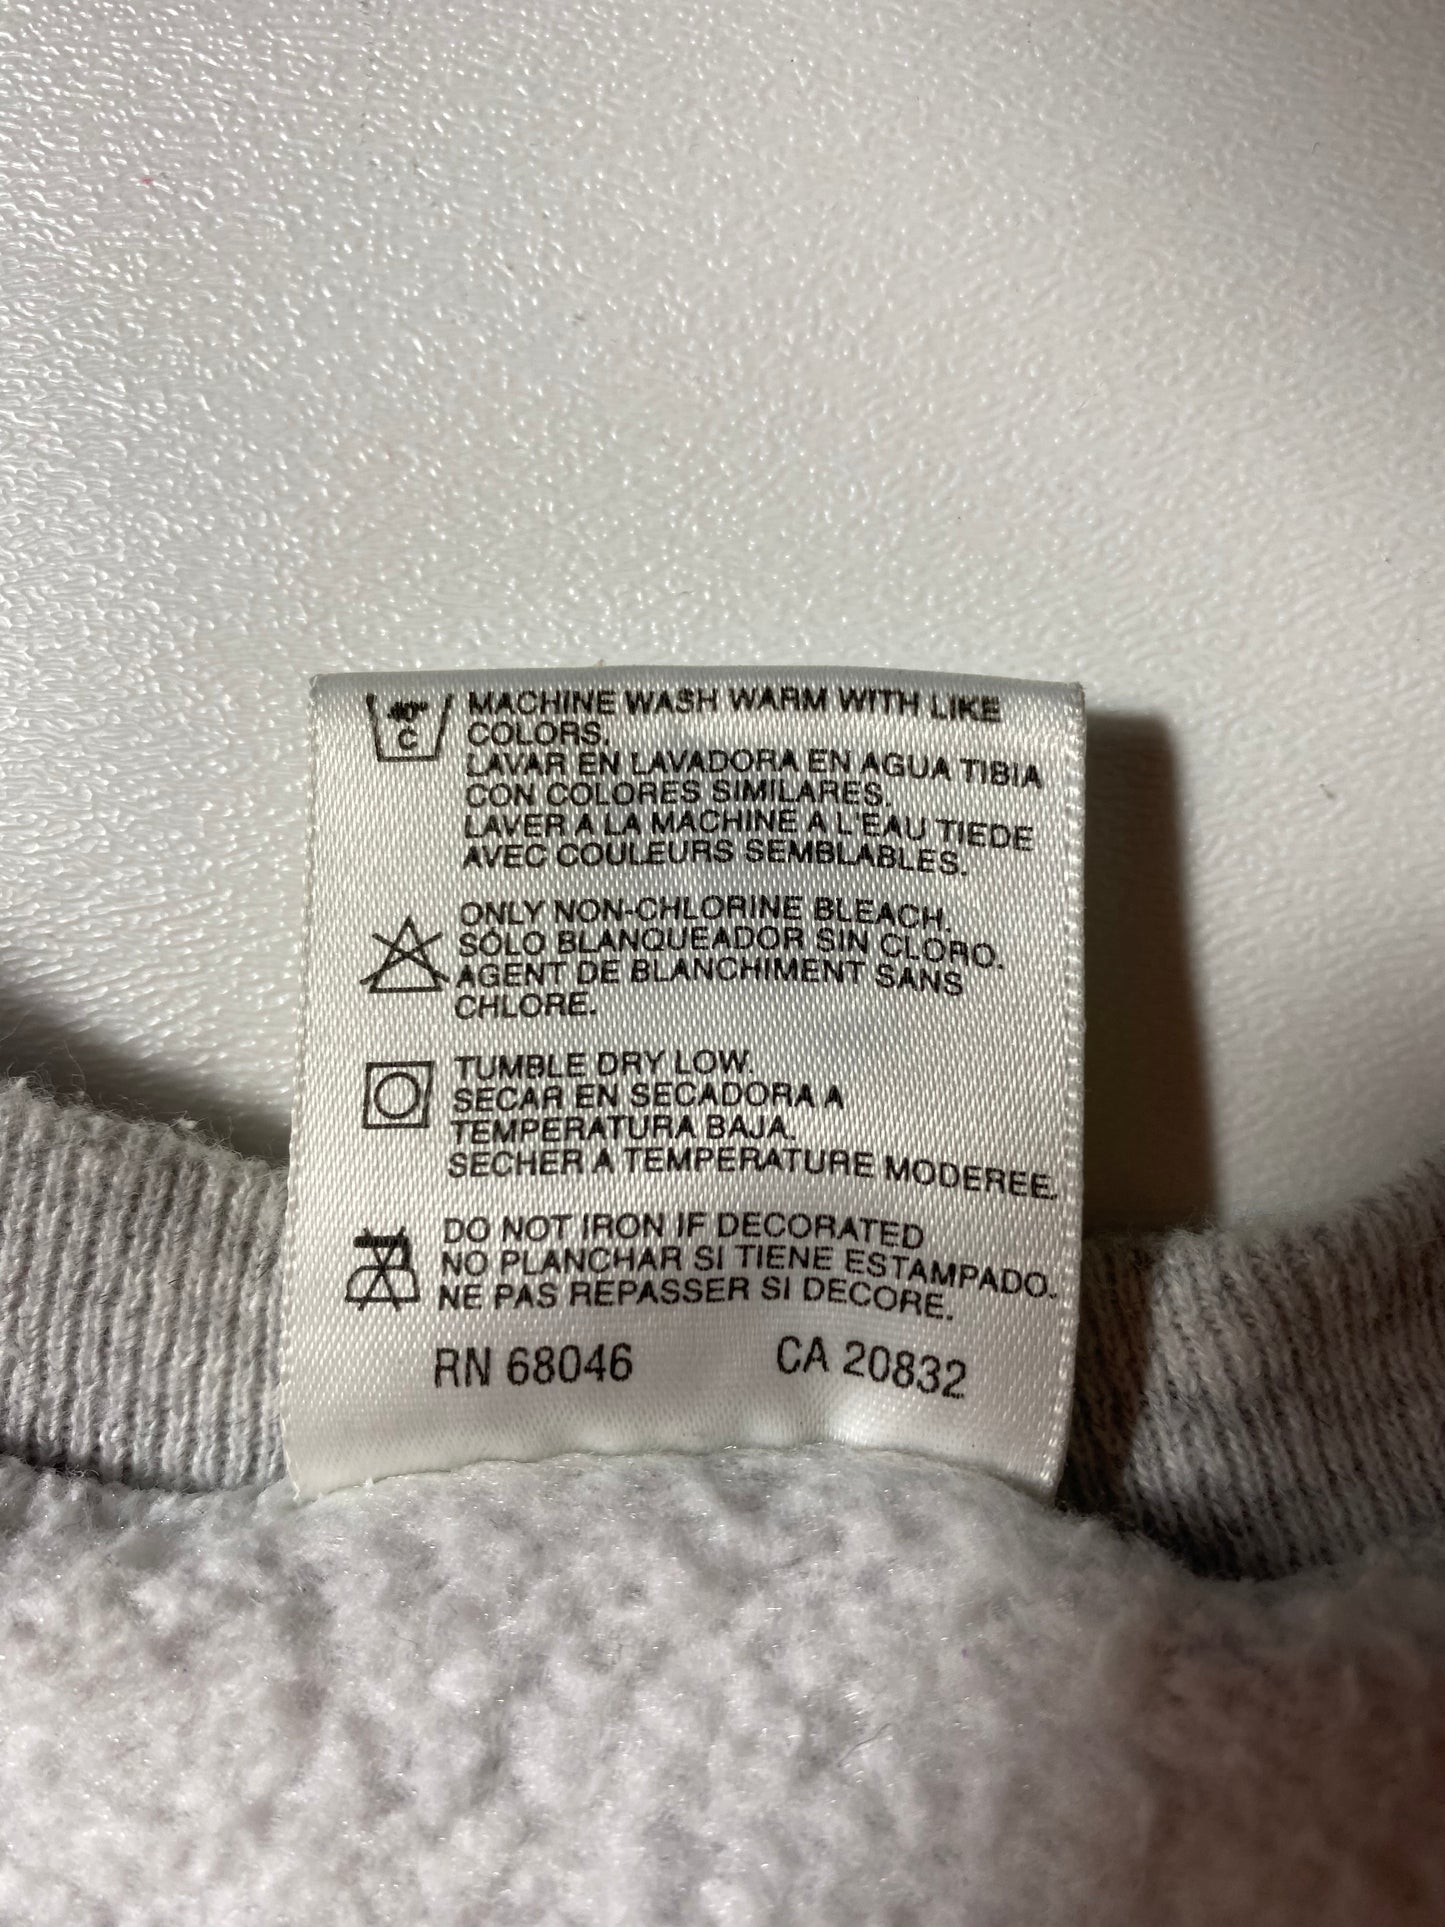 40°
C
MACHINE WASH WARM WITH LIKE
COLORS.
LAVAR EN LAVADORA EN AGUA TIBIA
CON COLORES SIMILARES.
LAVER A LA MACHINE A L'EAU TIEDE
AVEC COULEURS SEMBLABLES.
ONLY NON-CHLORINE BLEACH.
SÓLO BLANQUEADOR SIN CLORO.
AGENT DE BLANCHIMENT SANS
CHLORE.
TUMBLE DRY LOW.
SECAR EN SECADORA A
TEMPERATURA BAJA.
SECHER A TEMPERATURE MODEREE.
DO NOT IRON IF DECORATED
NO PLANCHAR SI TIENE ESTAMPADO.
NE PAS REPASSER SI DECORE.
RN 68046 CA 20832